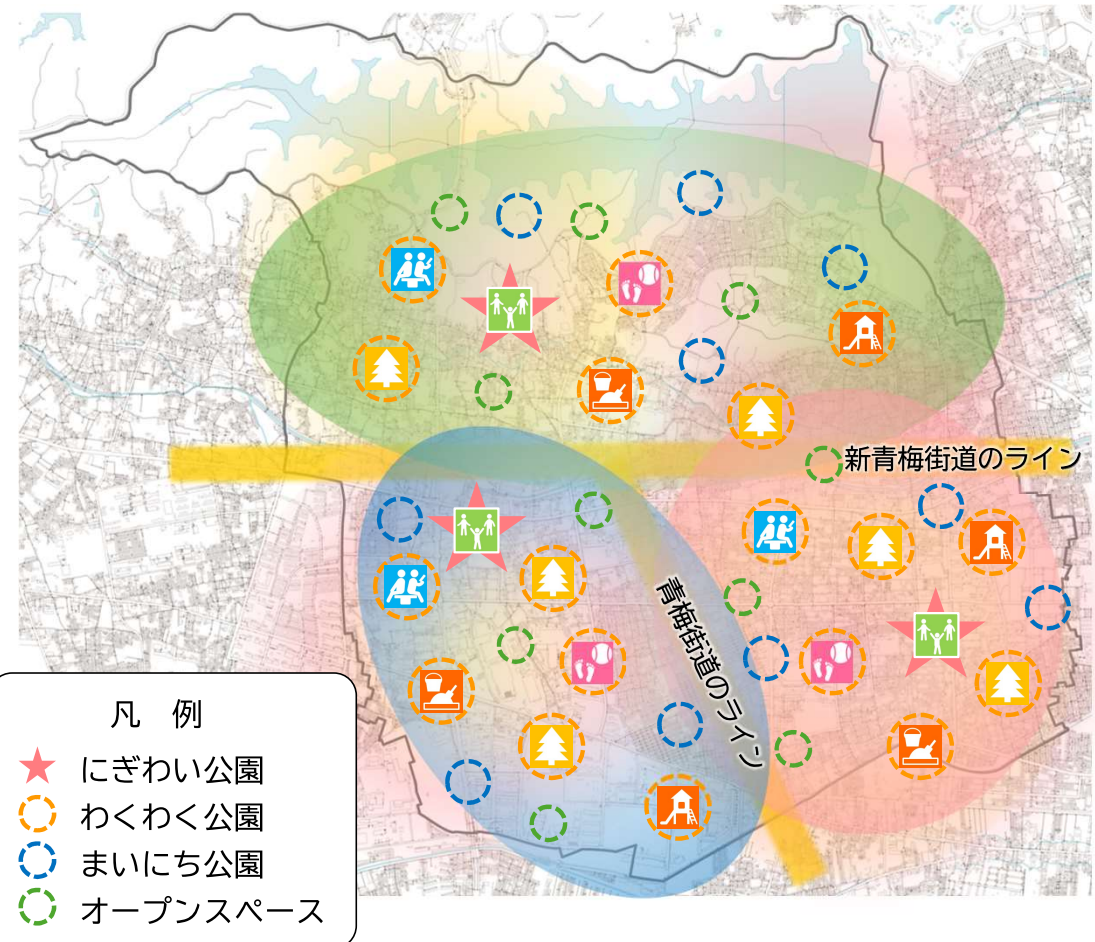 新青梅街道のライン
青梅街道のライン
凡 例
にぎわい公園
わくわく公園
まいにち公園
オープンスペース